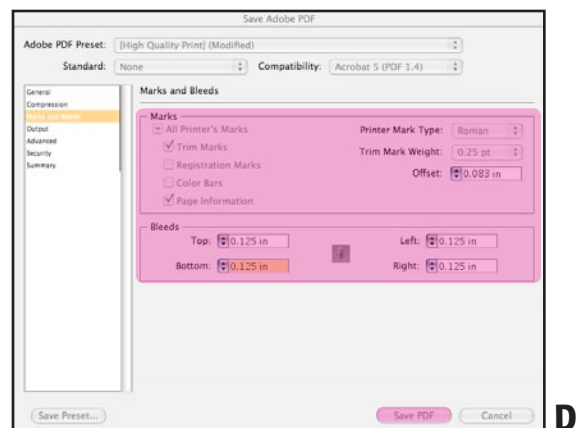 Save Adobe PDF
Adobe PDF Preset: [High Quality Print] (Modified)
Standard: None Compatibility: Acrobat 5 (PDF 1.4)
General
Compression
Marks and Bleeds
Output
Advanced
Security
Summary
Marks and Bleeds
Marks
All Printer's Marks
Trim Marks
Registration Marks
Color Bars
Page Information
Printer Mark Type: Roman
Trim Mark Weight: 0.25 pt
Offset: 0.083 in
Bleeds
Top: 0.125 in Left: 0.125 in
Bottom: 0.125 in Right: 0.125 in
Save Preset... Save PDF Cancel
D